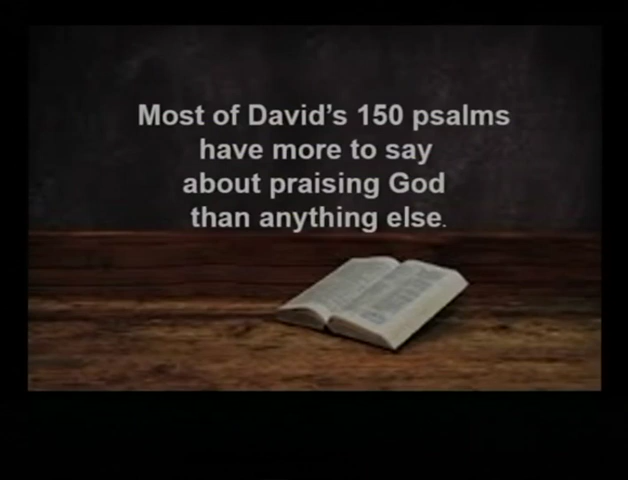 Most of David’s 150 psalms
have more to say
about praising God
than anything else.